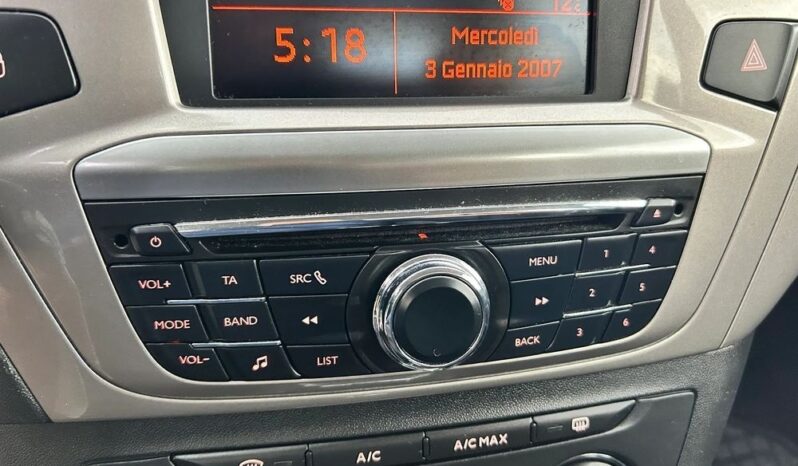 12°C
5:18
Mercoledì
3 Gennaio 2007
MENU
1
4
VOL+
TA
SRC
2
5
MODE
BAND
3
6
BACK
VOL-
LIST
A/C
A/C MAX